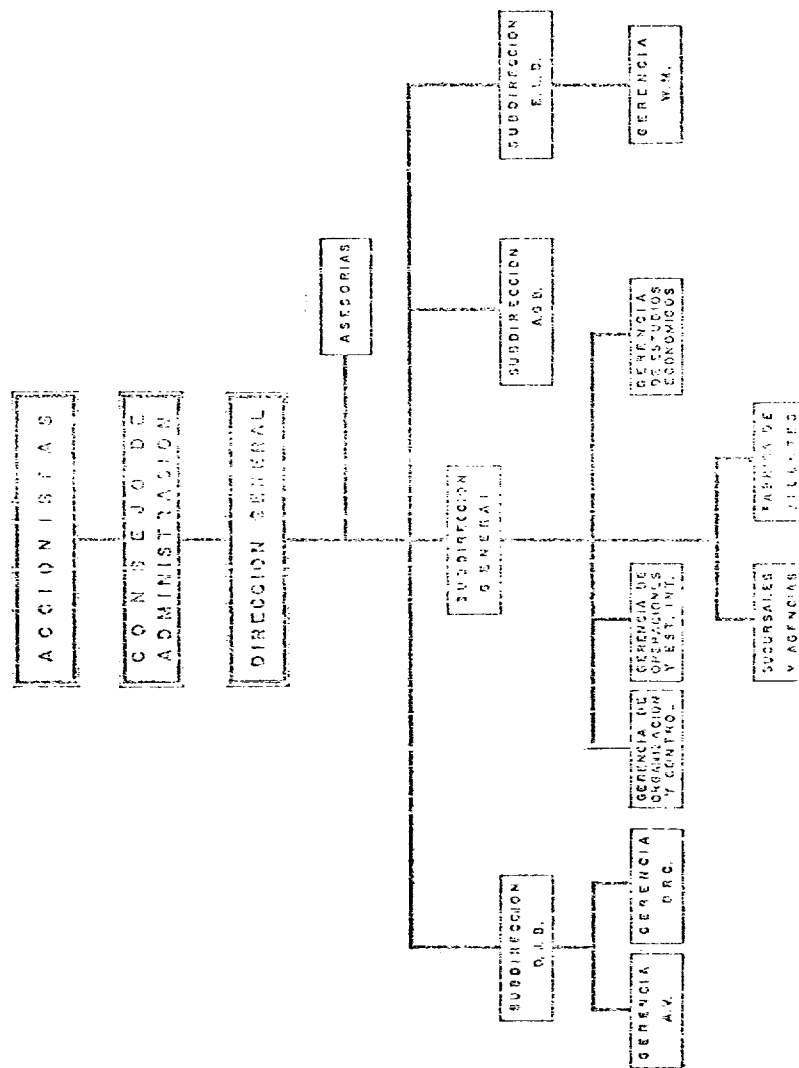 ACCIONISTAS
CONSEJO DE
ADMINISTRACION
DIRECCION GENERAL
ASESORIAS
SUBDIRECCION
D.J.B.
SUBDIRECCION
GENERAL
SUBDIRECCION
A.G.B.
SUBDIRECCION
E.L.D.
GERENCIA
A.V.
GERENCIA
D.R.C.
GERENCIA DE
ORGANIZACION
Y CONTROL
GERENCIA DE
OPERACIONES
Y EST. INT.
GERENCIA
DE ESTUDIOS
ECONOMICOS
GERENCIA
W.M.
SUCURSALES
Y AGENCIAS
FABRICA DE
BILLETES